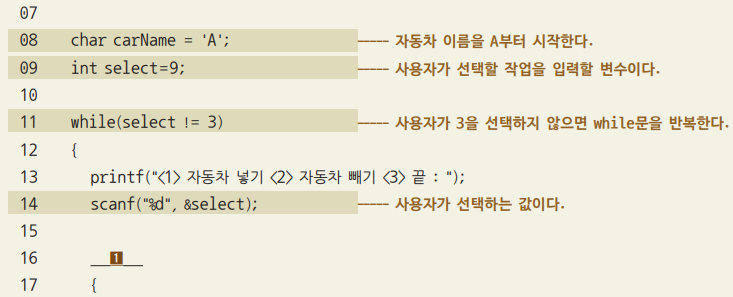 07
08 char carName = 'A'; 자동차 이름을 A부터 시작한다.
09 int select=9; 사용자가 선택할 작업을 입력할 변수이다.
10
11 while(select != 3) 사용자가 3을 선택하지 않으면 while문을 반복한다.
12 {
13 printf("<1> 자동차 넣기 <2> 자동차 빼기 <3> 끝 : ");
14 scanf("%d", &select); 사용자가 선택하는 값이다.
15
16 __1__
17 {